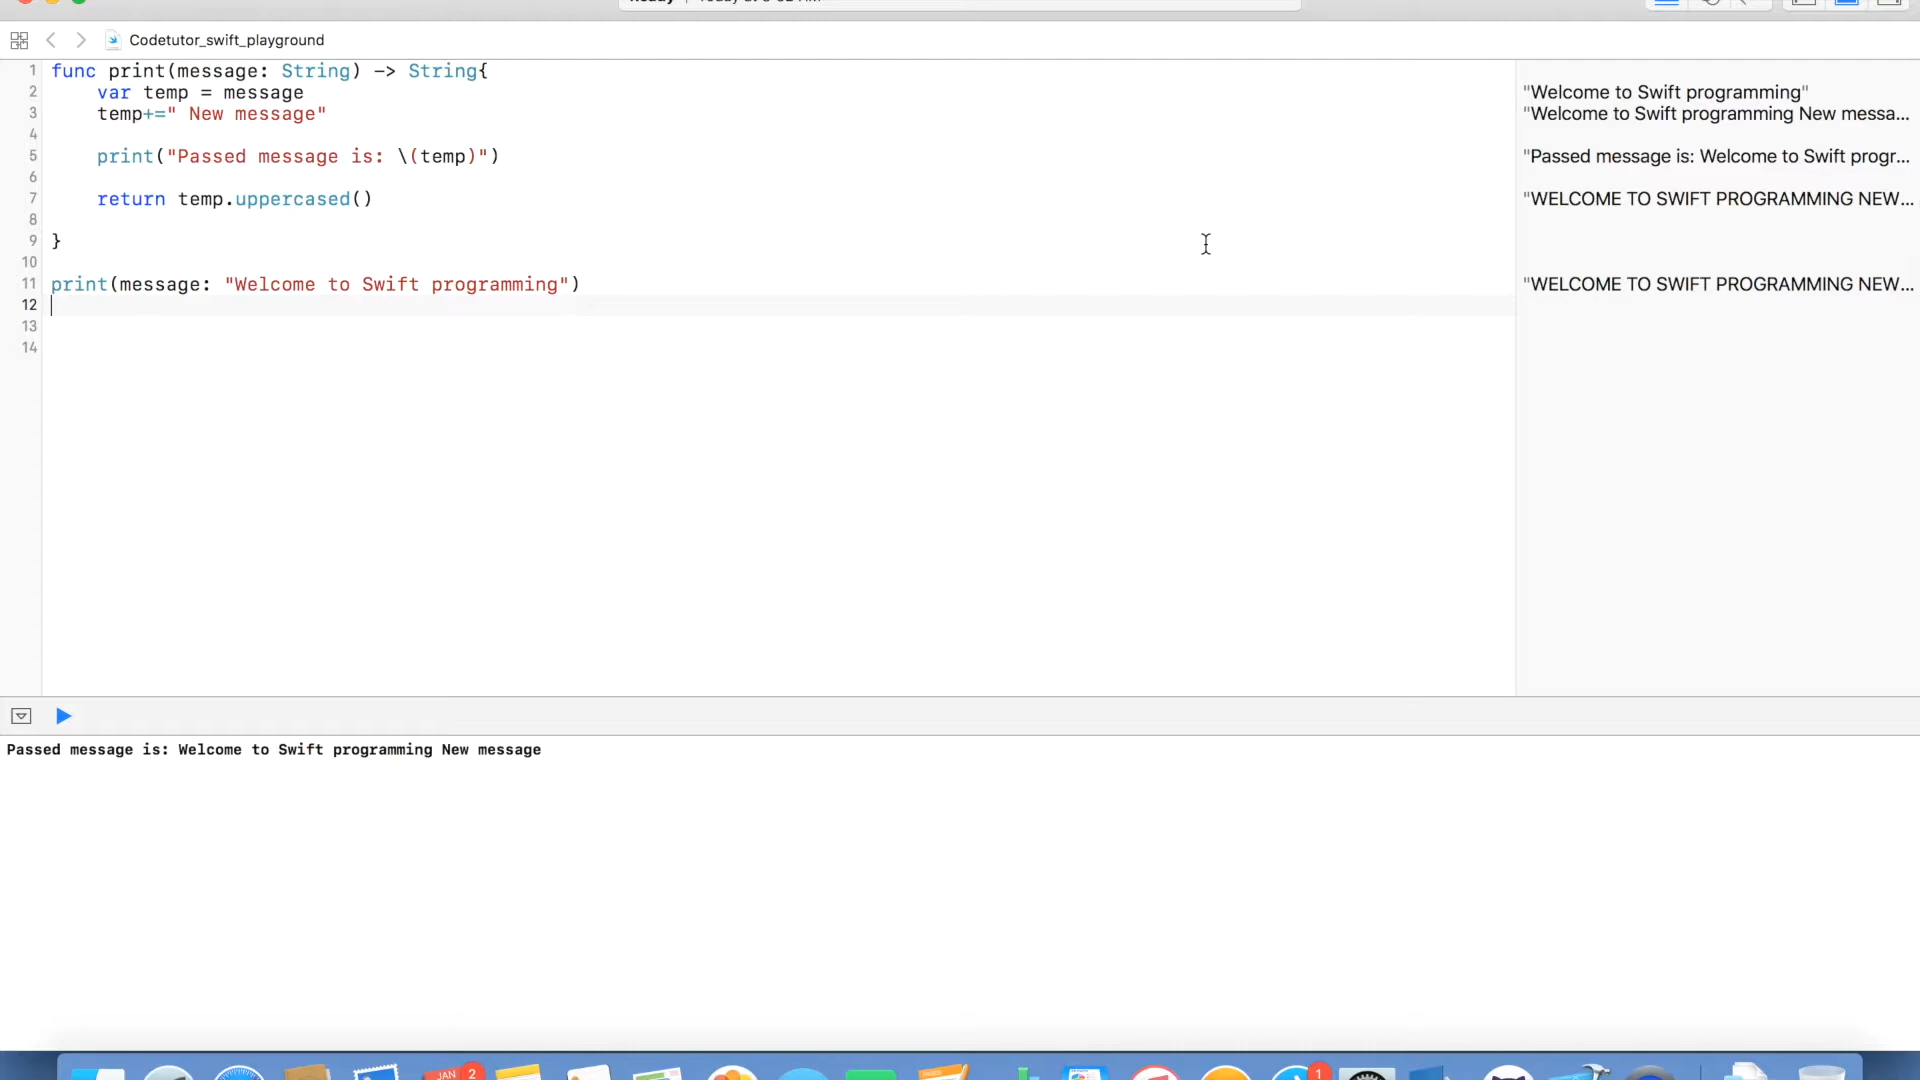 Codetutor_swift_playground
1 func print(message: String) -> String{
2 var temp = message
"Welcome to Swift programming"
3 temp+=" New message"
"Welcome to Swift programming New messa...
4
5 print("Passed message is: \(temp)")
"Passed message is: Welcome to Swift progr...
6
7 return temp.uppercased()
"WELCOME TO SWIFT PROGRAMMING NEW...
8
9 }
10
11 print(message: "Welcome to Swift programming")
"WELCOME TO SWIFT PROGRAMMING NEW...
12
13
14
Passed message is: Welcome to Swift programming New message
JAN 2
1